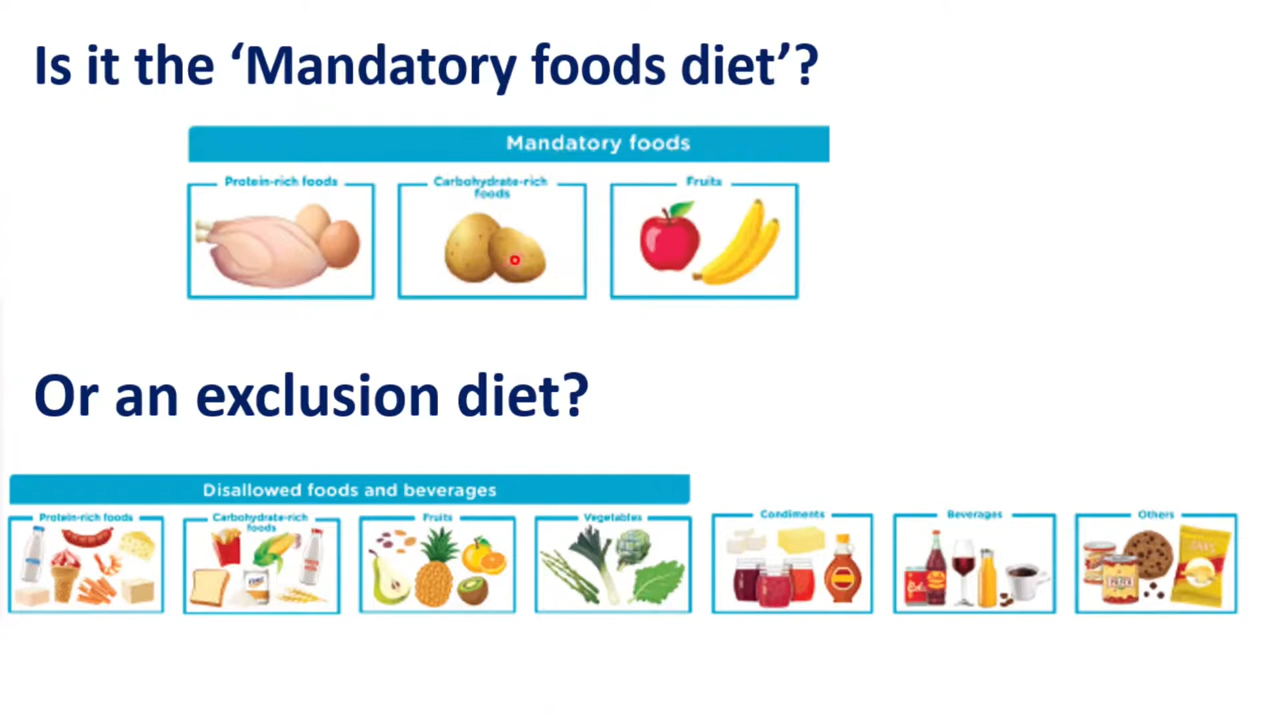 Is it the ‘Mandatory foods diet’?
Mandatory foods
Protein-rich foods
Carbohydrate-rich
foods
Fruits
Or an exclusion diet?
Disallowed foods and beverages
Protein-rich foods
Carbohydrate-rich
foods
Fruits
Vegetables
Condiments
Beverages
Others